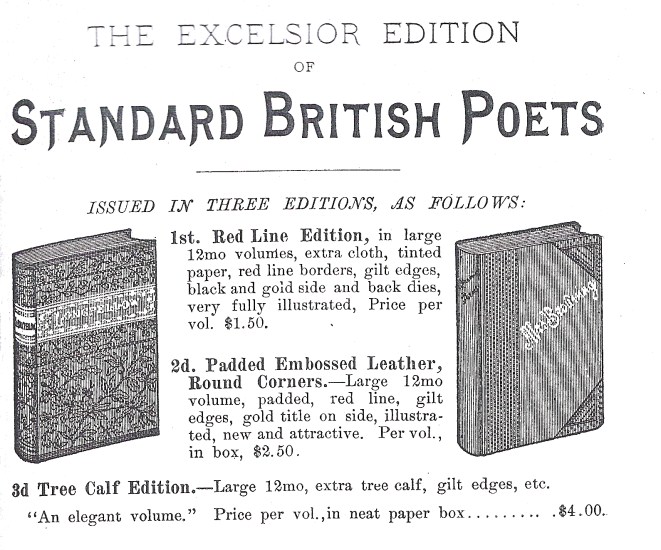 THE EXCELSIOR EDITION
OF
STANDARD BRITISH POETS
ISSUED IN THREE EDITIONS, AS FOLLOWS:
1st. Red Line Edition, in large
12mo volumes, extra cloth, tinted
paper, red line borders, gilt edges,
black and gold side and back dies,
very fully illustrated, Price per
vol. $1.50.
Mrs. Browning
2d. Padded Embossed Leather,
Round Corners.—Large 12mo
volume, padded, red line, gilt
edges, gold title on side, illustra-
ted, new and attractive. Per vol.,
in box, $2.50.
3d Tree Calf Edition.—Large 12mo, extra tree calf, gilt edges, etc.
"An elegant volume." Price per vol.,in neat paper box......... .$4.00.